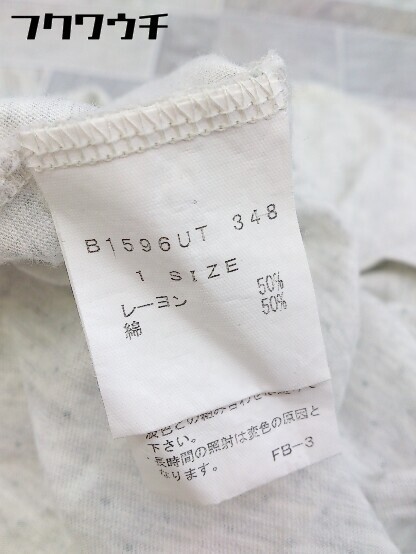 フクワウチ
B1596UT 348
1 SIZE
レーヨン 50%
綿 50%
下さい。
長時間の照射は変色の原因と
なります。 FB-3